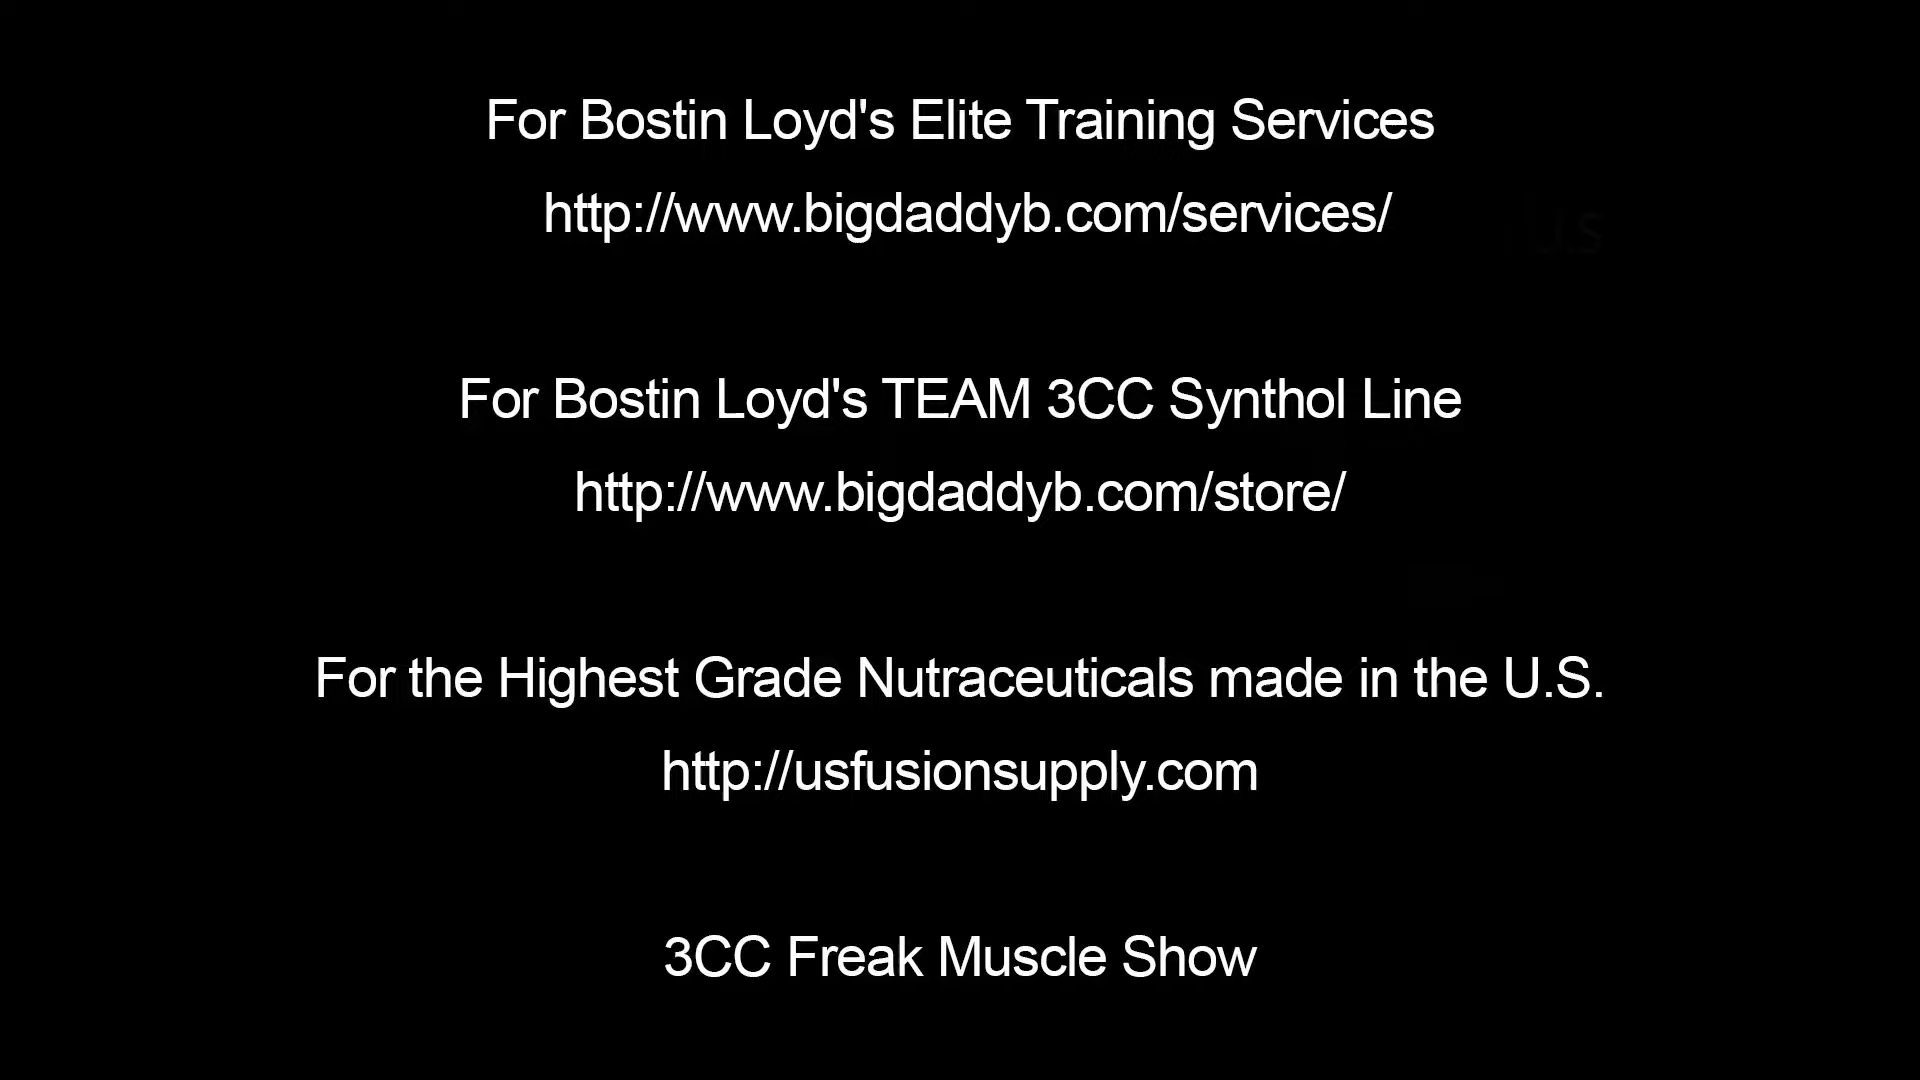 For Bostin Loyd's Elite Training Services
http://www.bigdaddyb.com/services/
For Bostin Loyd's TEAM 3CC Synthol Line
http://www.bigdaddyb.com/store/
For the Highest Grade Nutraceuticals made in the U.S.
http://usfusionsupply.com
3CC Freak Muscle Show